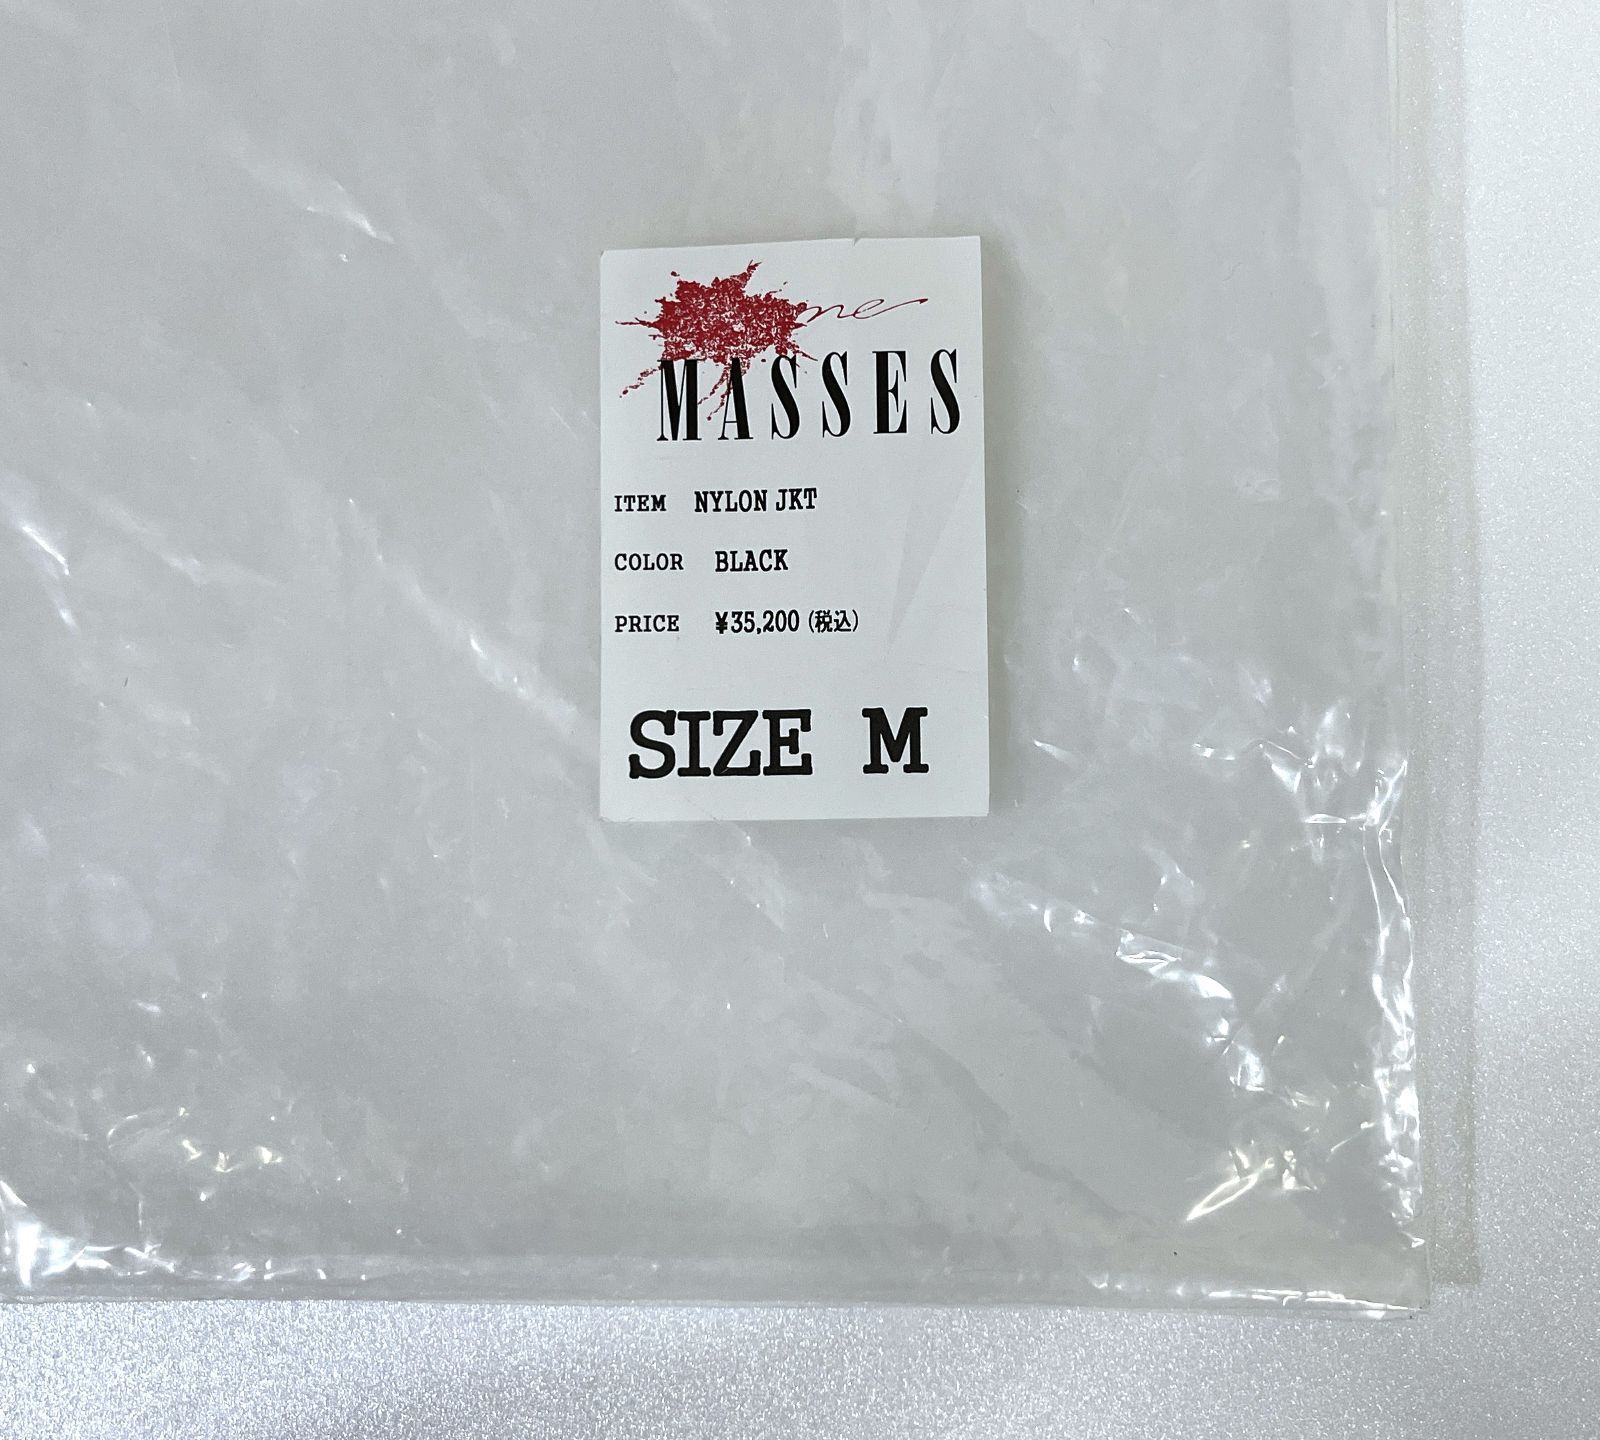 MASSES
ITEM NYLON JKT
COLOR BLACK
PRICE ¥35,200 (税込)
SIZE M